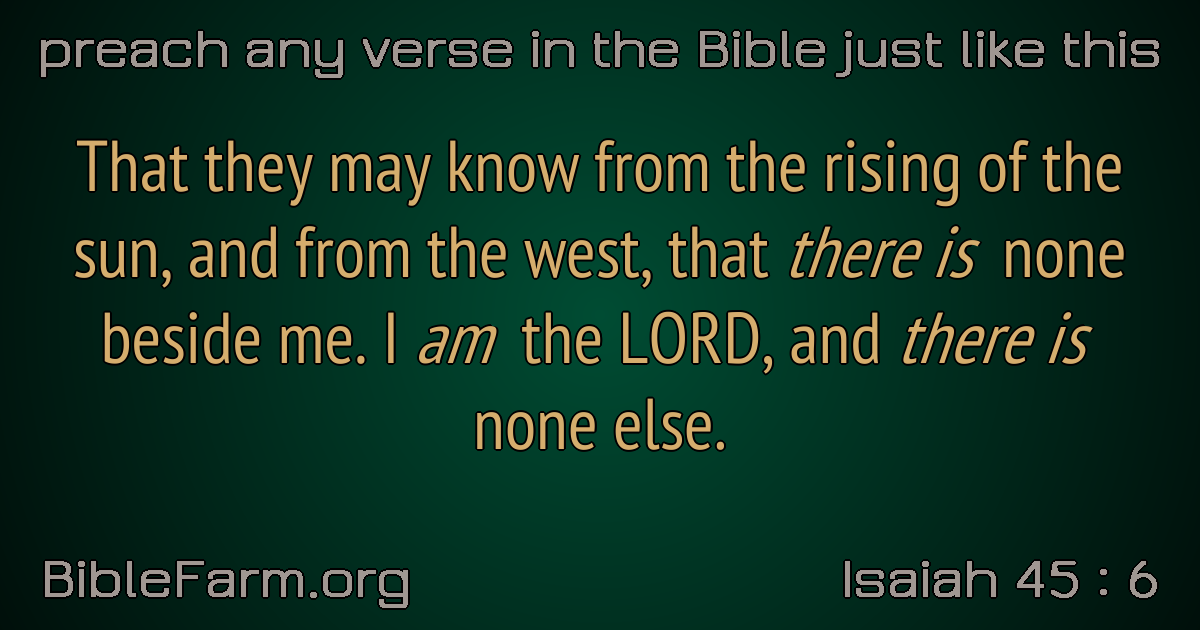 preach any verse in the Bible just like this
That they may know from the rising of the
sun, and from the west, that there is none
beside me. I am the LORD, and there is
none else.
BibleFarm.org
Isaiah 45 : 6